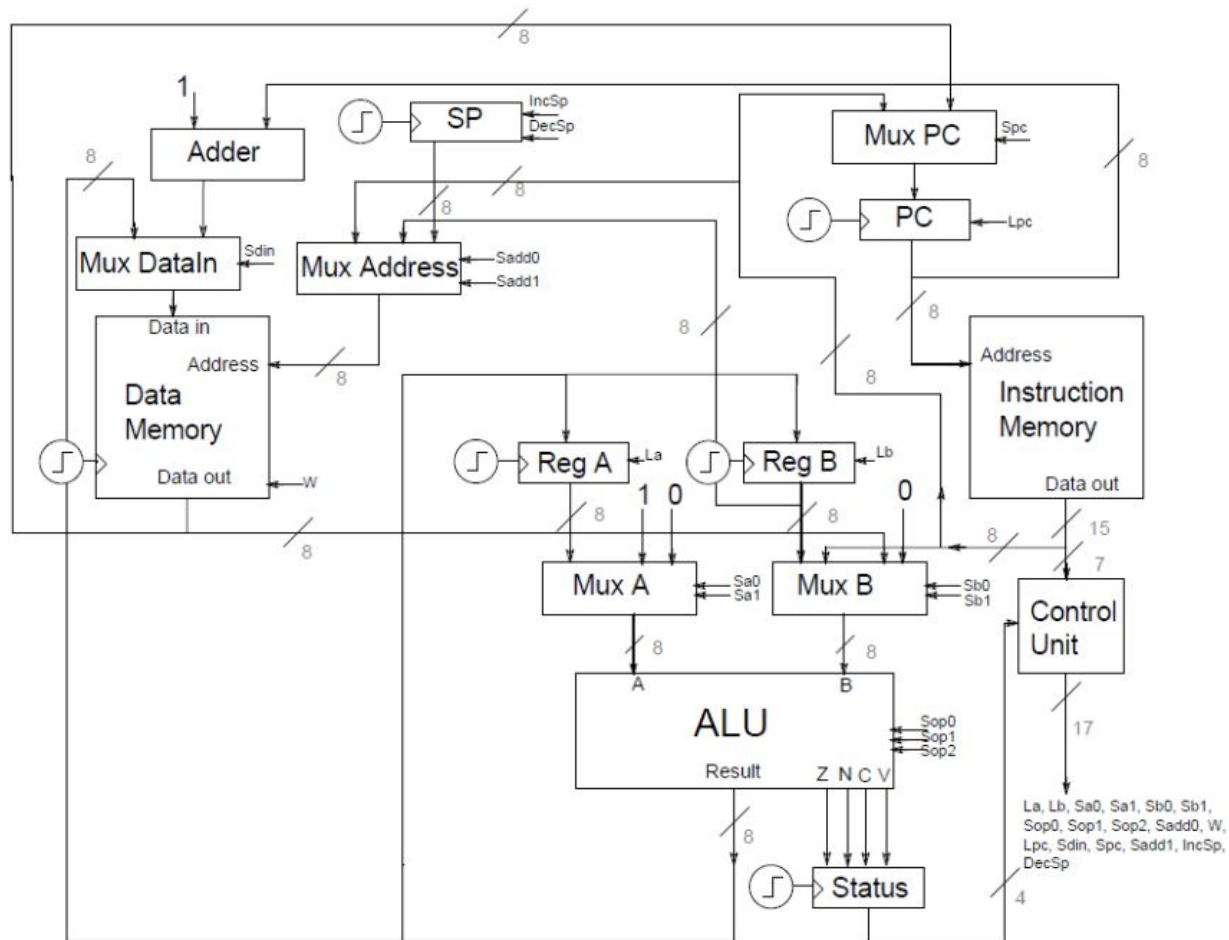 8
1
SP
IncSp
DecSp
Mux PC
Spc
Adder
8
8
8
8
PC
Lpc
Mux DataIn
Sdin
Mux Address
Sadd0
Sadd1
8
8
8
8
Data in
Address
Data
Memory
Data out
W
Address
Instruction
Memory
Data out
Reg A
La
Reg B
Lb
1 0
0
8
8
8
8
15
7
Mux A
Sa0
Sa1
Mux B
Sb0
Sb1
Control
Unit
8
8
17
A
B
ALU
Sop0
Sop1
Sop2
Result
Z N C V
8
La, Lb, Sa0, Sa1, Sb0, Sb1,
Sop0, Sop1, Sop2, Sadd0, W,
Lpc, Sdin, Spc, Sadd1, IncSp,
DecSp
Status
4